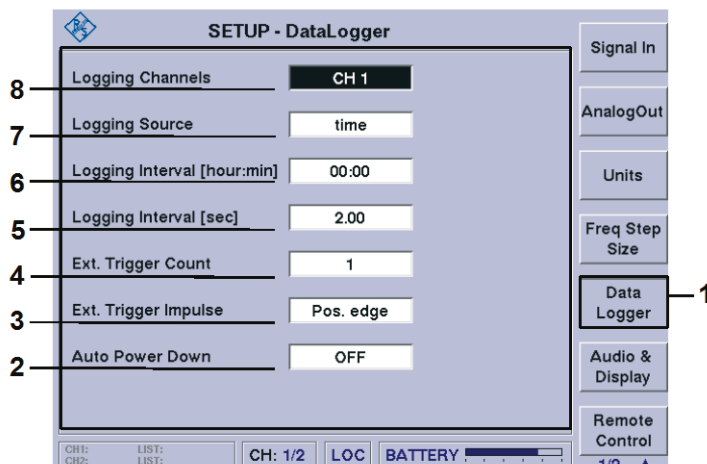 SETUP - DataLogger
Signal In
8 Logging Channels CH 1
AnalogOut
7 Logging Source time
6 Logging Interval [hour:min] 00:00
Units
5 Logging Interval [sec] 2.00
Freq Step
Size
4 Ext. Trigger Count 1
Data
Logger
1
3 Ext. Trigger Impulse Pos. edge
2 Auto Power Down OFF
Audio &
Display
Remote
Control
CH1: LIST:
CH2: LIST:
CH: 1/2 LOC BATTERY
1/2